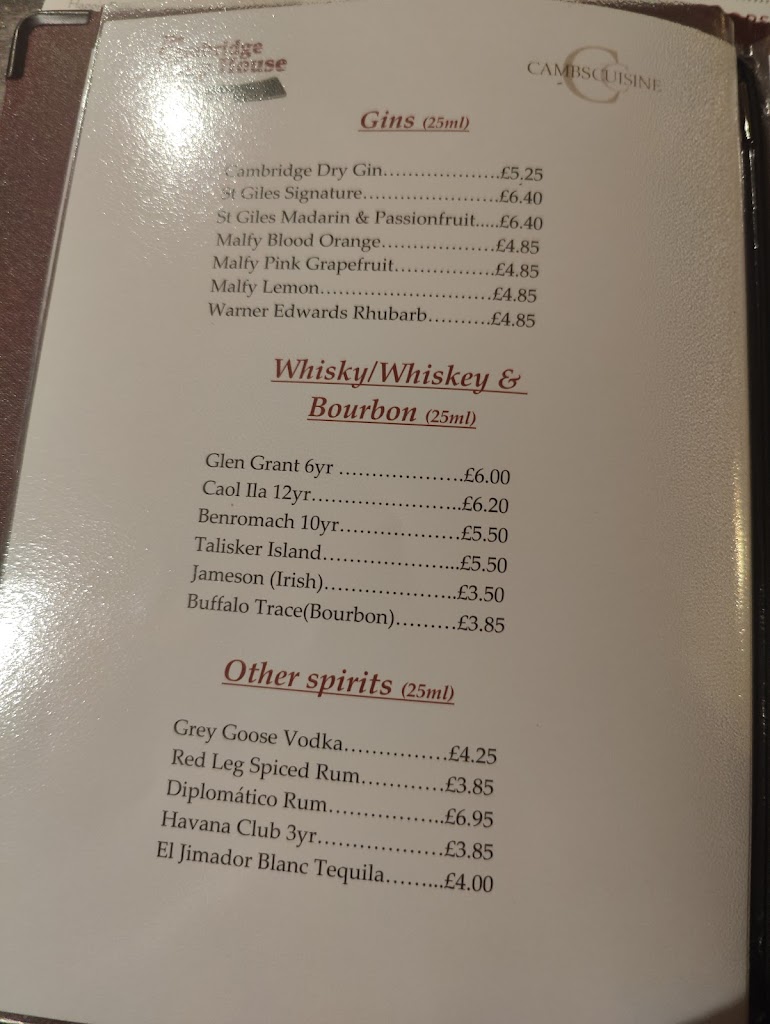 House
CAMBSCUISINE
Gins (25ml)
Cambridge Dry Gin....................£5.25
St Giles Signature........................£6.40
St Giles Madarin & Passionfruit.....£6.40
Malfy Blood Orange....................£4.85
Malfy Pink Grapefruit..................£4.85
Malfy Lemon..............................£4.85
Warner Edwards Rhubarb...........£4.85
Whisky/Whiskey &
Bourbon (25ml)
Glen Grant 6yr ......................£6.00
Caol Ila 12yr..........................£6.20
Benromach 10yr.....................£5.50
Talisker Island........................£5.50
Jameson (Irish).......................£3.50
Buffalo Trace(Bourbon).........£3.85
Other spirits (25ml)
Grey Goose Vodka...............£4.25
Red Leg Spiced Rum............£3.85
Diplomático Rum.................£6.95
Havana Club 3yr...................£3.85
El Jimador Blanc Tequila.........£4.00